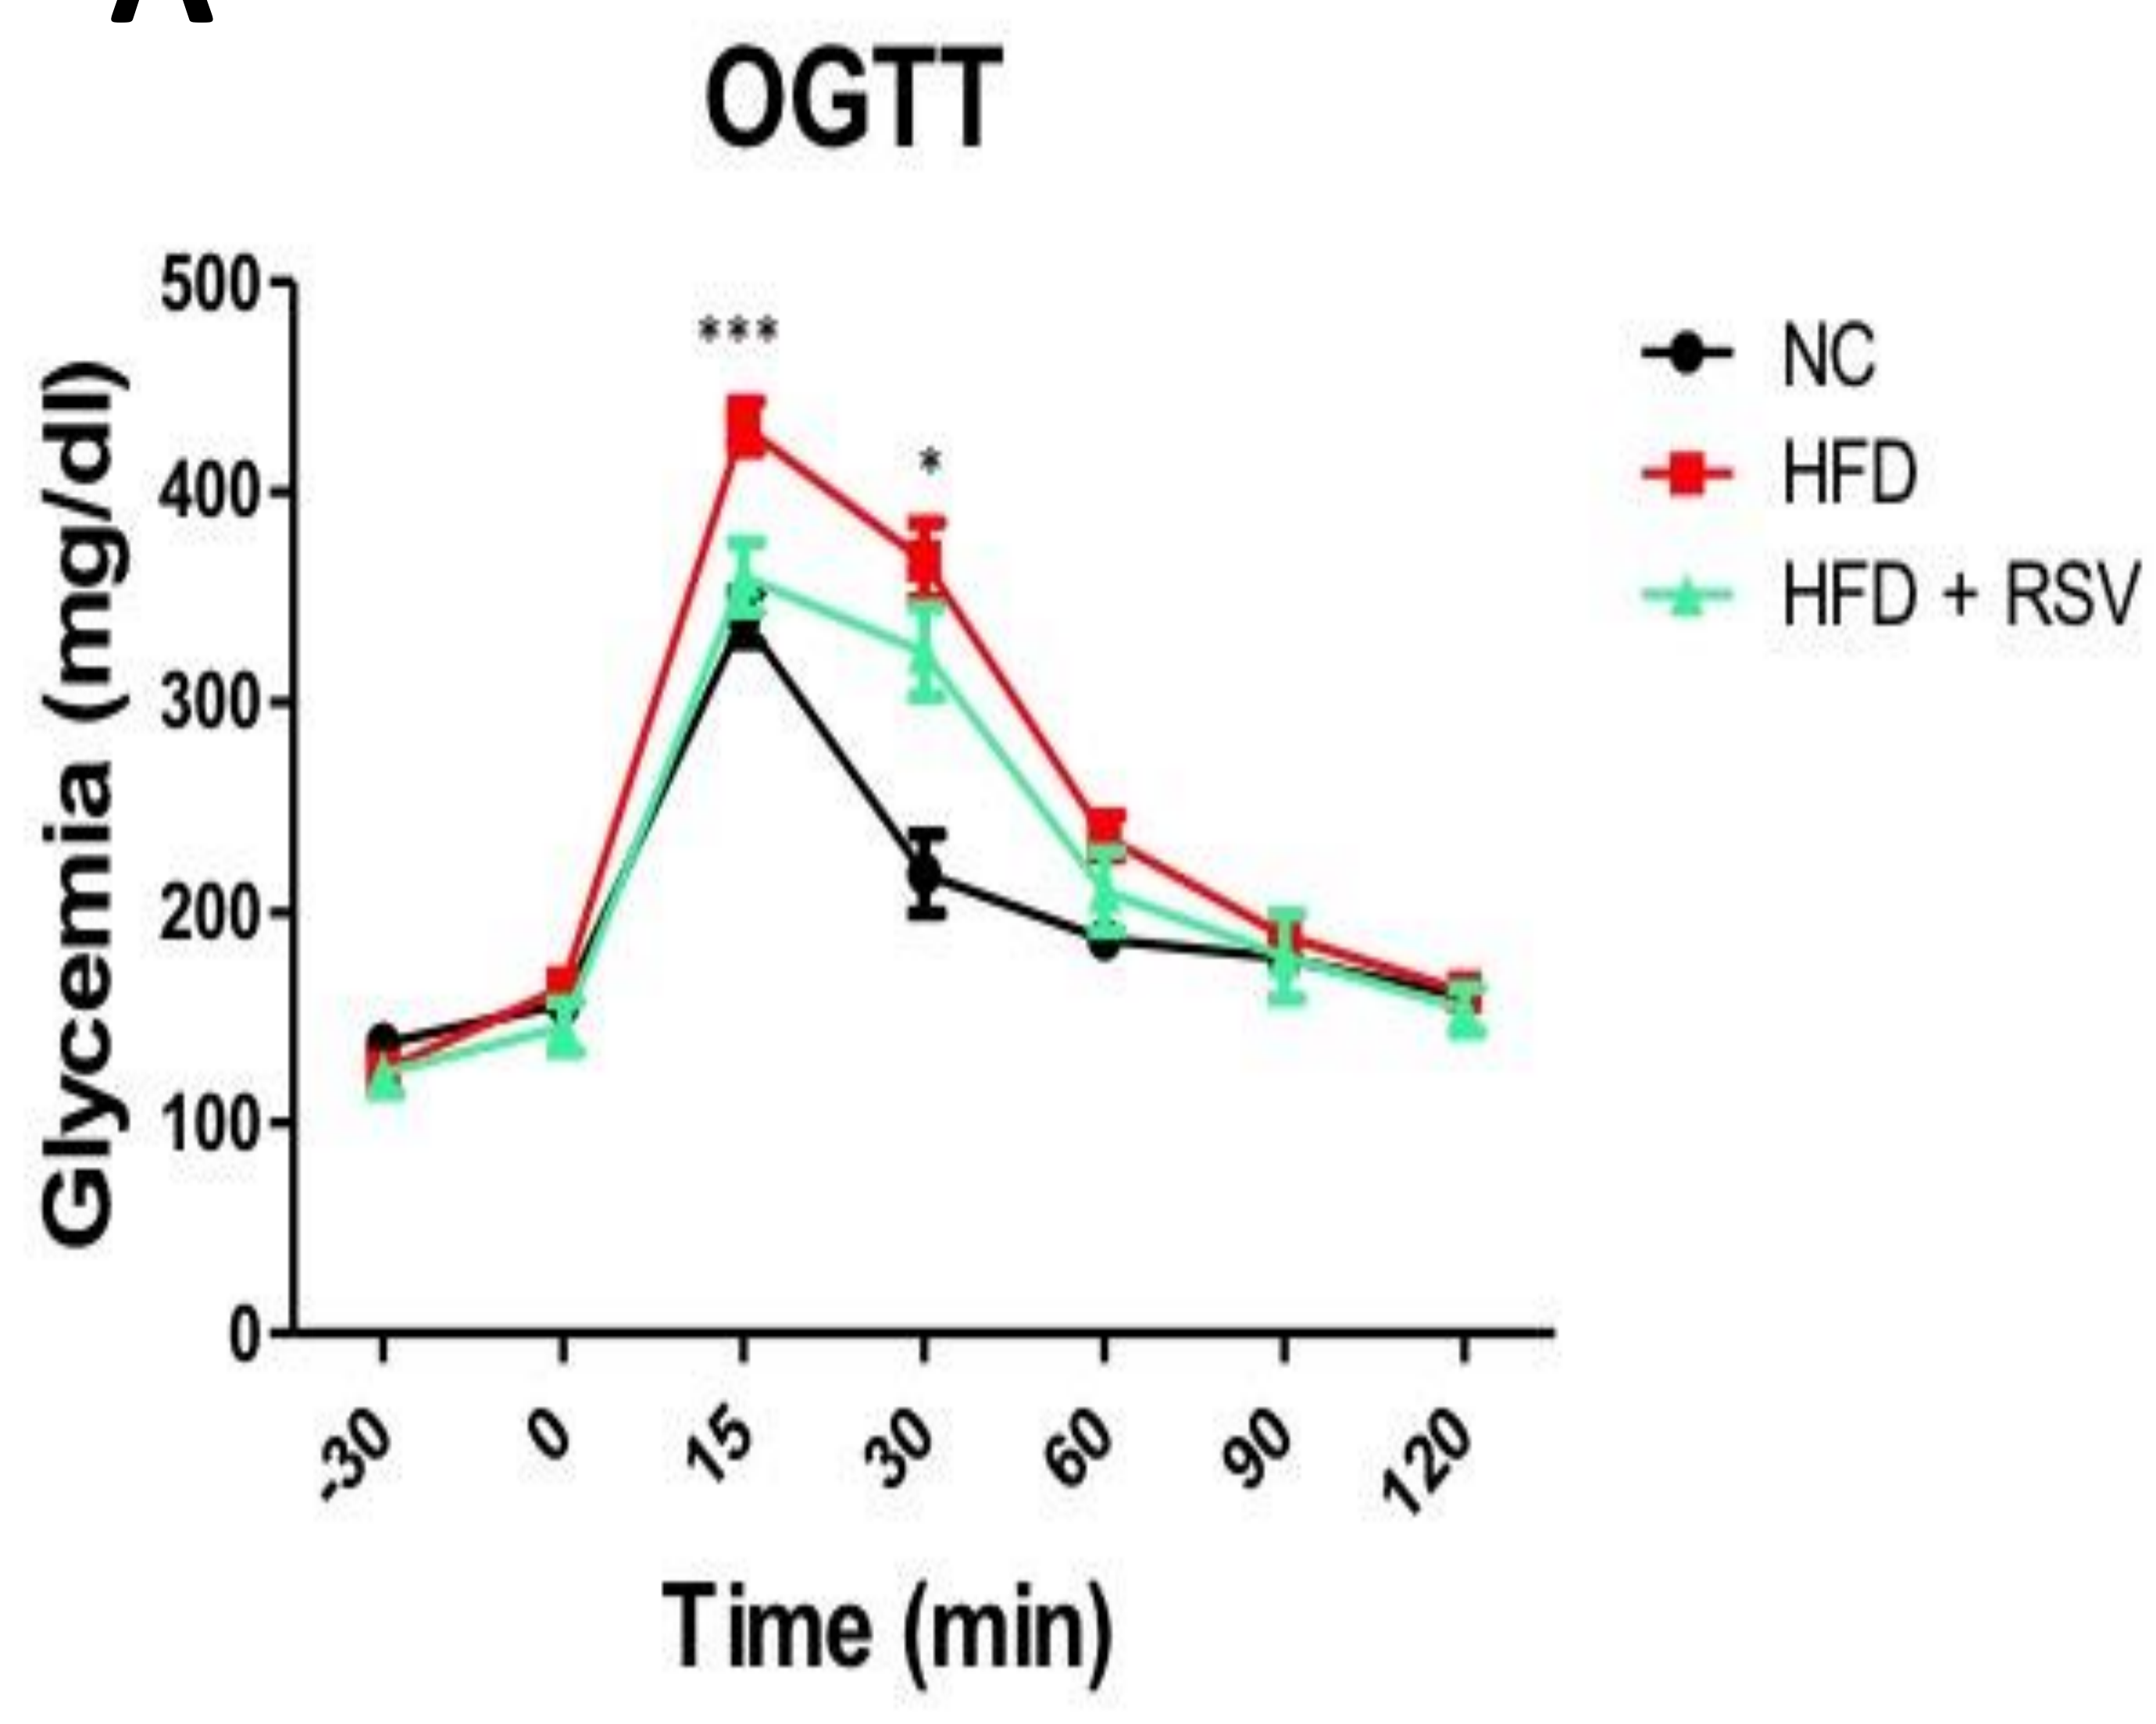 A
OGTT
Glycemia (mg/dl)
500
400
300
200
100
0
***
*
NC
HFD
HFD + RSV
-30 0 15 30 60 90 120
Time (min)